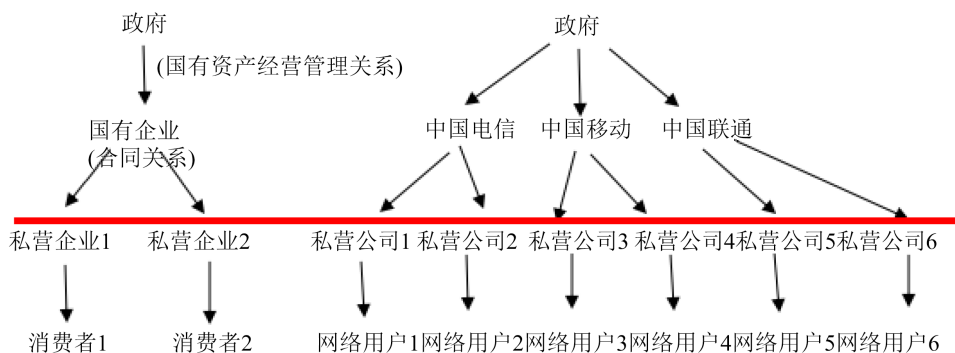 政府
政府
(国有资产经营管理关系)
国有企业
(合同关系)
中国电信 中国移动 中国联通
私营企业1 私营企业2 私营公司1 私营公司2 私营公司3 私营公司4 私营公司5 私营公司6
消费者1 消费者2 网络用户1 网络用户2 网络用户3 网络用户4 网络用户5 网络用户6